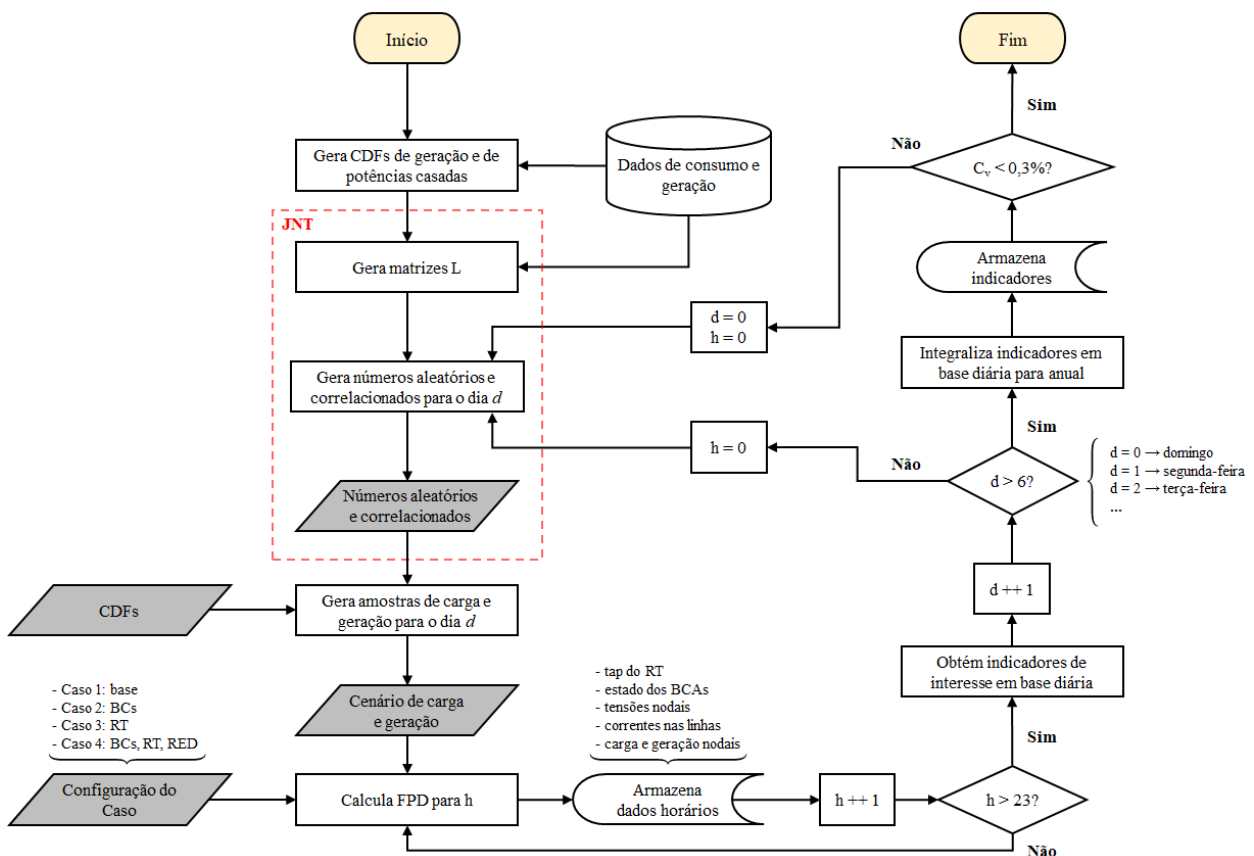 Início
Fim
Sim
Não
C_v < 0,3%?
Gera CDFs de geração e de
potências casadas
Dados de consumo e
geração
JNT
Gera matrizes L
Armazena
indicadores
d = 0
h = 0
Integraliza indicadores em
base diária para anual
Gera números aleatórios e
correlacionados para o dia d
Sim
h = 0
Não
d > 6?
d = 0 → domingo
d = 1 → segunda-feira
d = 2 → terça-feira
...
Números aleatórios
e correlacionados
d ++ 1
CDFs
Gera amostras de carga e
geração para o dia d
Obtém indicadores de
interesse em base diária
- Caso 1: base
- Caso 2: BCs
- Caso 3: RT
- Caso 4: BCs, RT, RED
Cenário de carga
e geração
- tap do RT
- estado dos BCAs
- tensões nodais
- correntes nas linhas
- carga e geração nodais
Sim
Configuração do
Caso
Calcula FPD para h
Armazena
dados horários
h ++ 1
h > 23?
Não